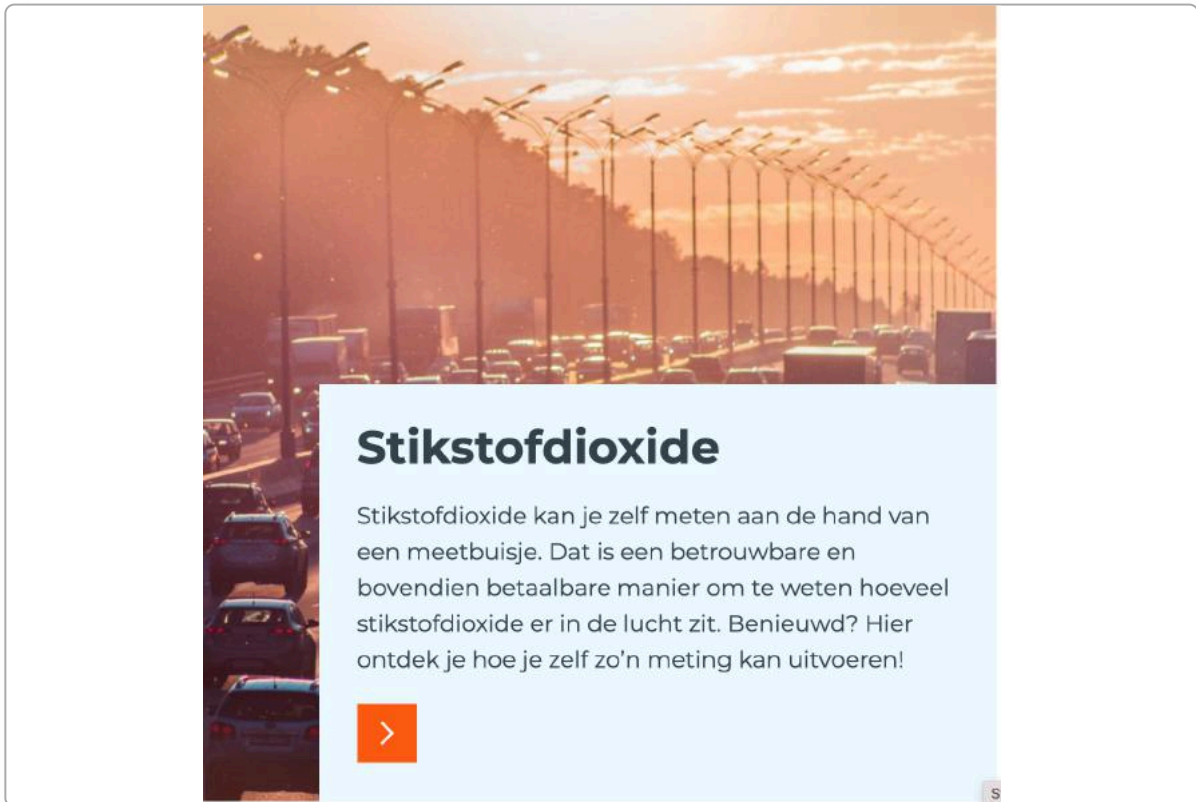 Stikstofdioxide
Stikstofdioxide kan je zelf meten aan de hand van
een meetbuisje. Dat is een betrouwbare en
bovendien betaalbare manier om te weten hoeveel
stikstofdioxide er in de lucht zit. Benieuwd? Hier
ontdek je hoe je zelf zo’n meting kan uitvoeren!
S